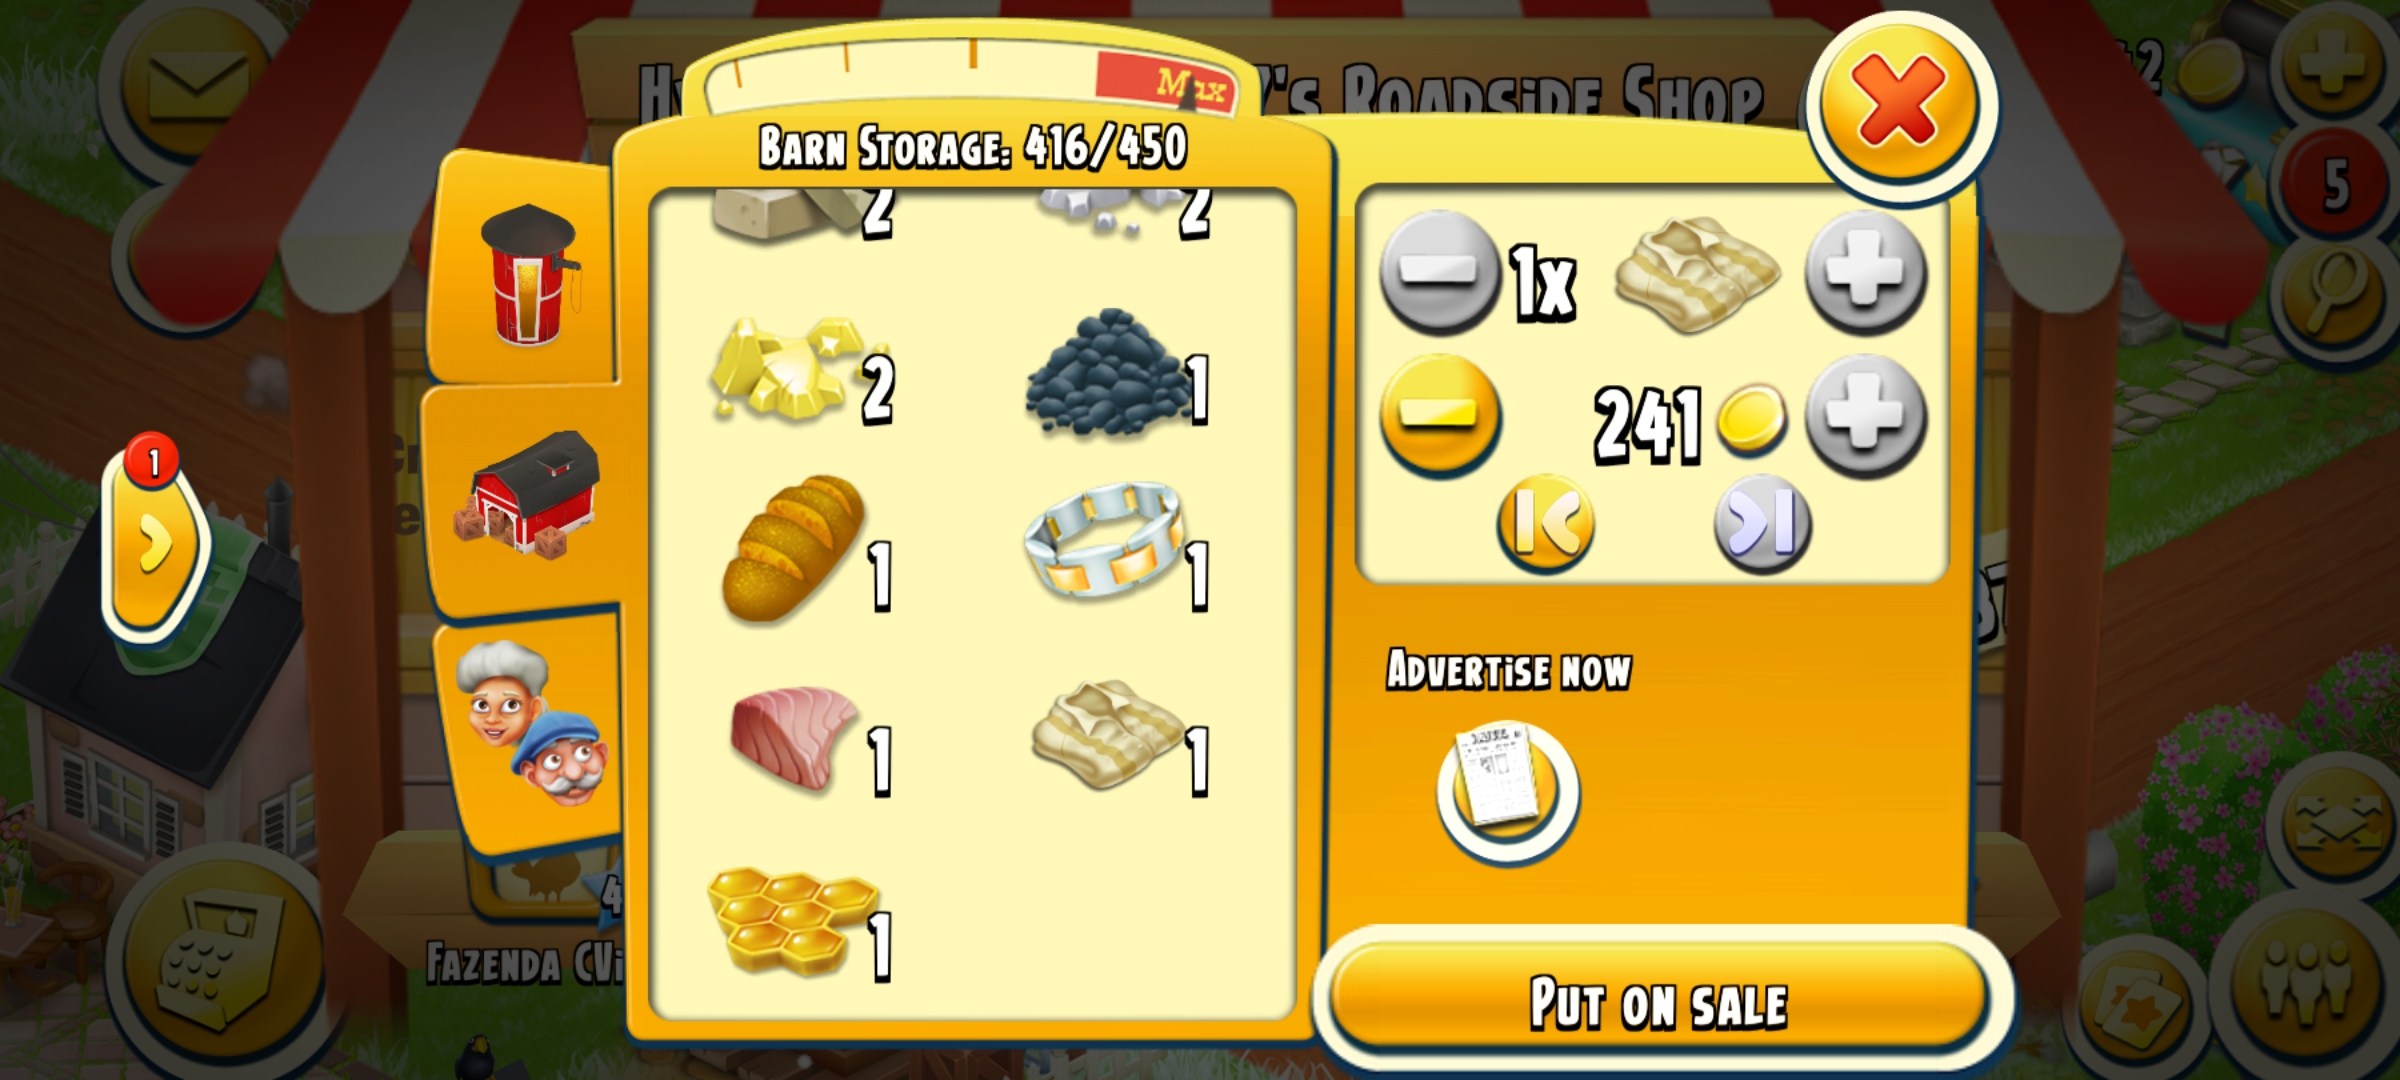 's Roadside Shop
Max
Barn Storage: 416/450
5
2
2
1x
2
1
241
1
1
1
Advertise now
1
1
1
Fazenda CVi
Put on sale